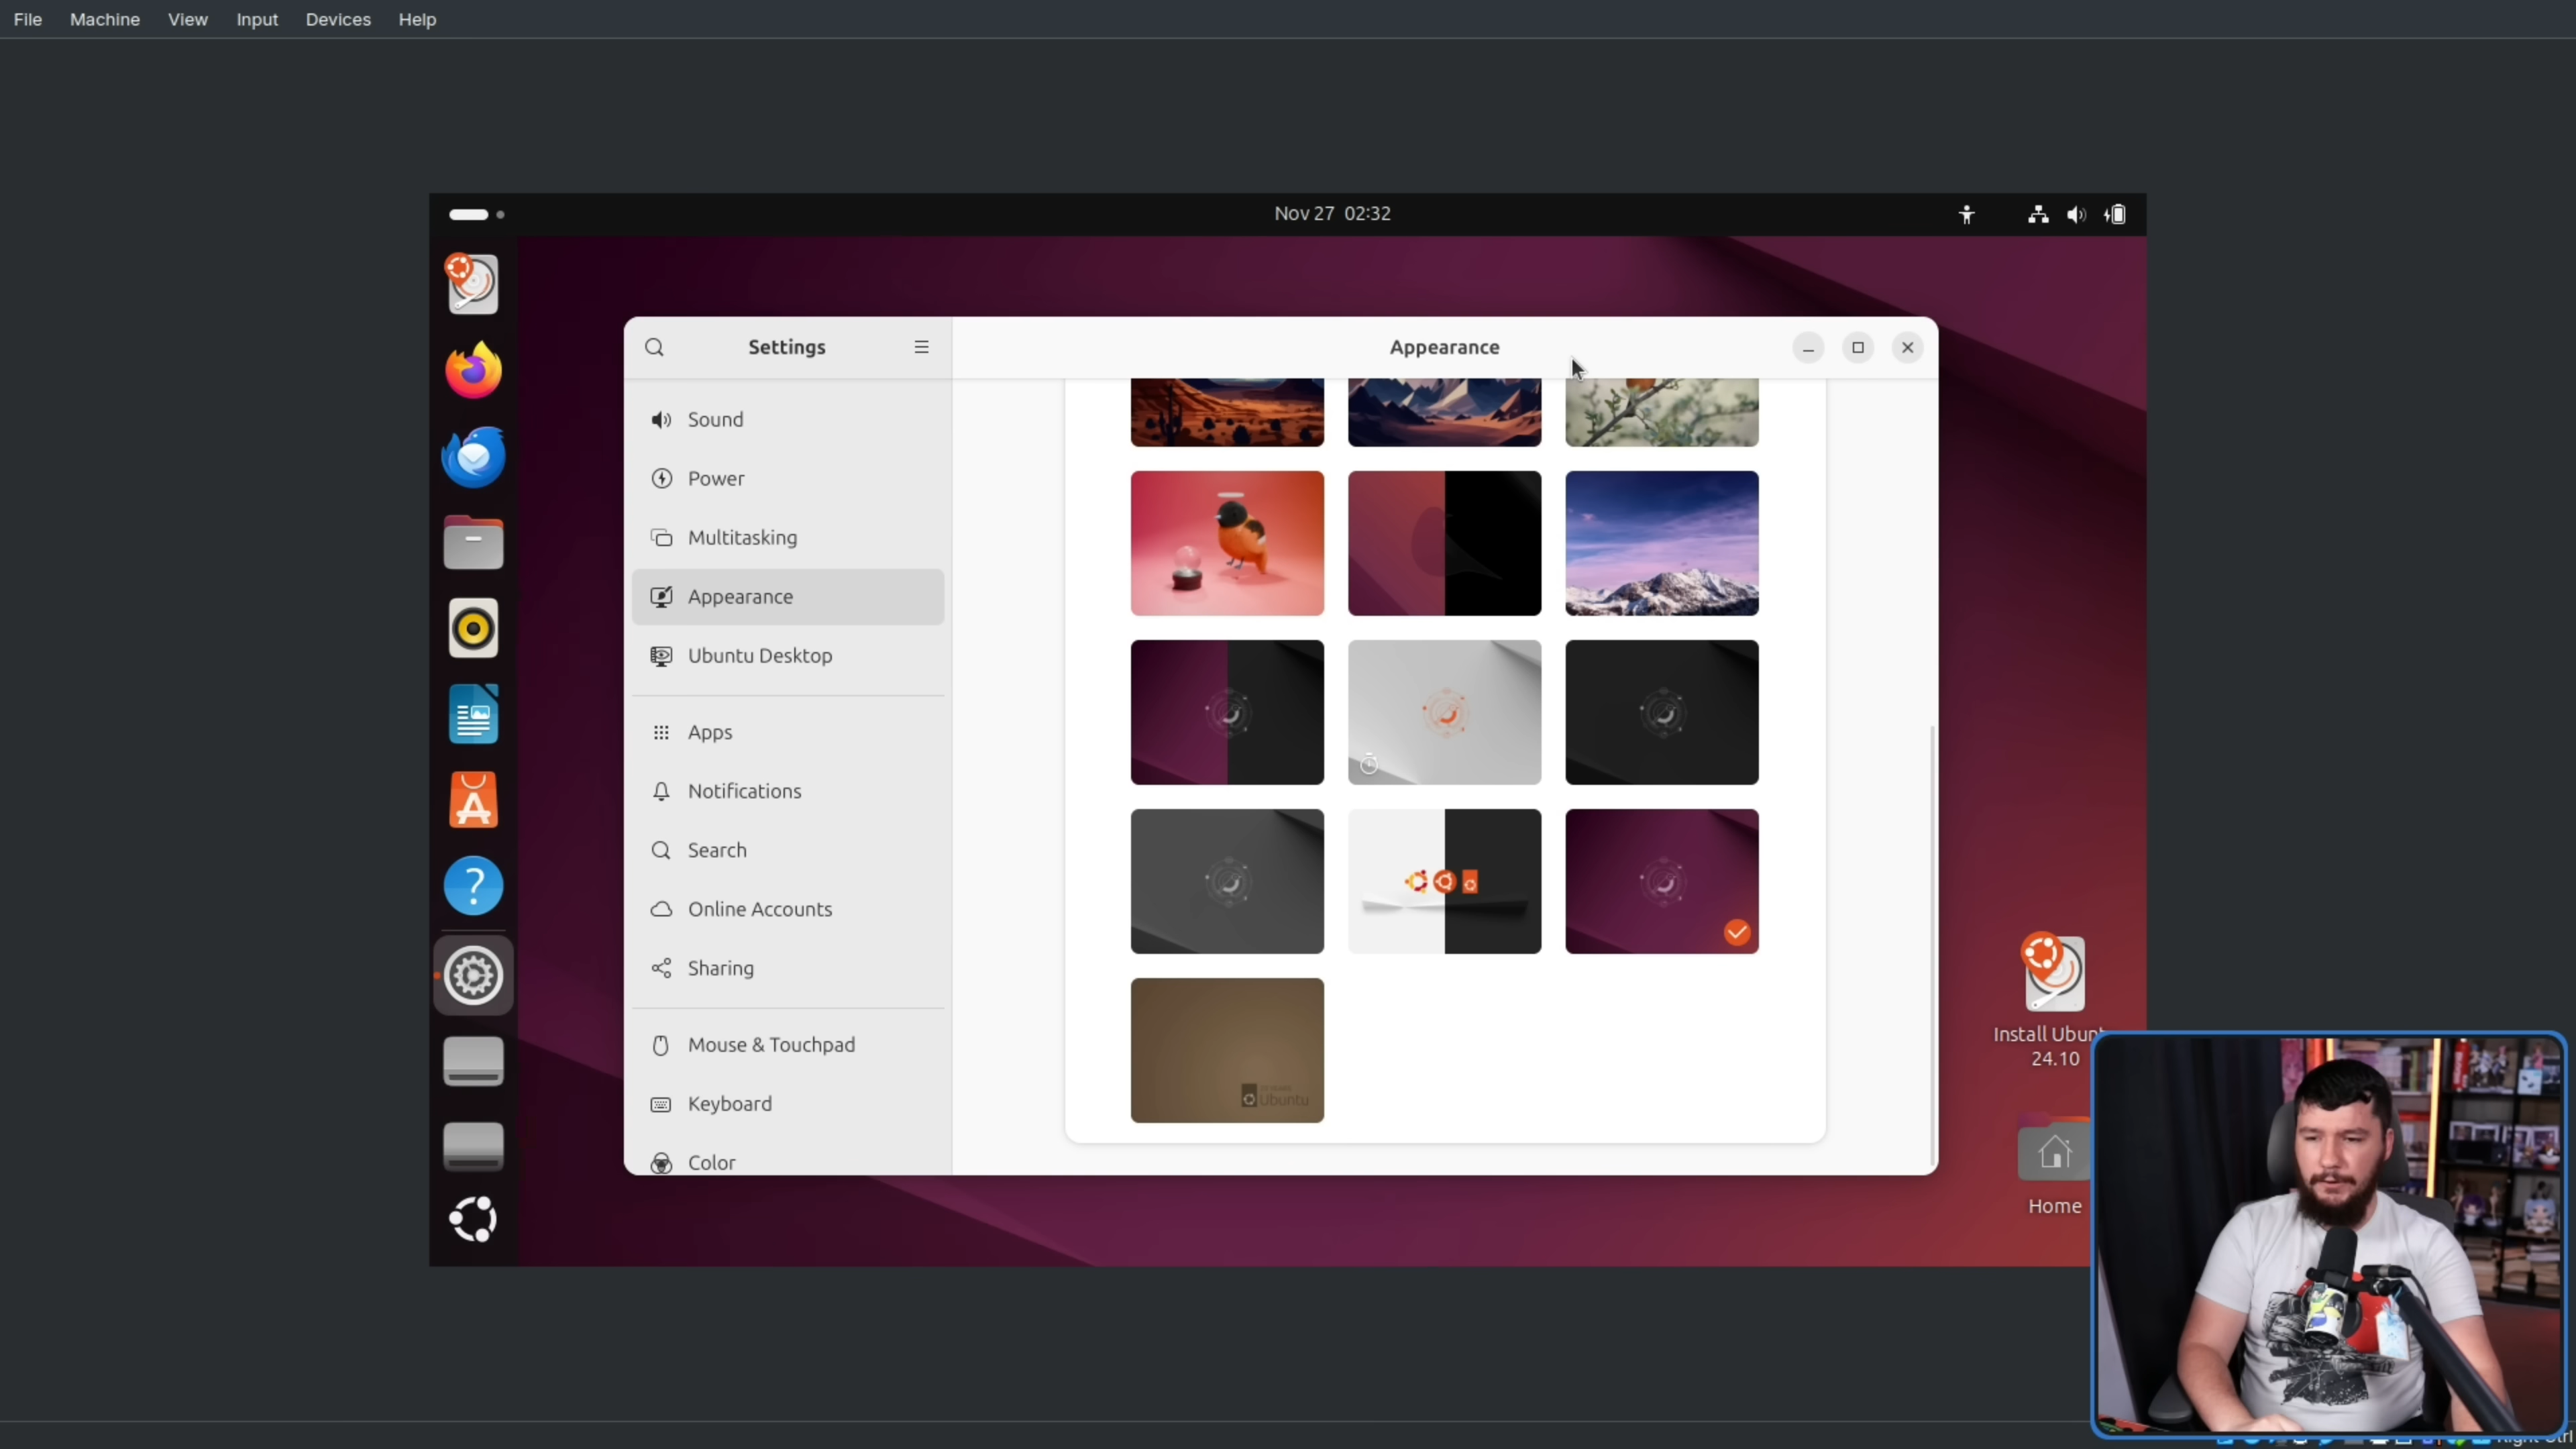 File Machine View Input Devices Help
Nov 27 02:32
Settings
Appearance
Sound
Power
Multitasking
Appearance
Ubuntu Desktop
Apps
Notifications
Search
Online Accounts
Sharing
Mouse & Touchpad
Keyboard
Color
Ubuntu
Install Ubuntu
24.10
Home